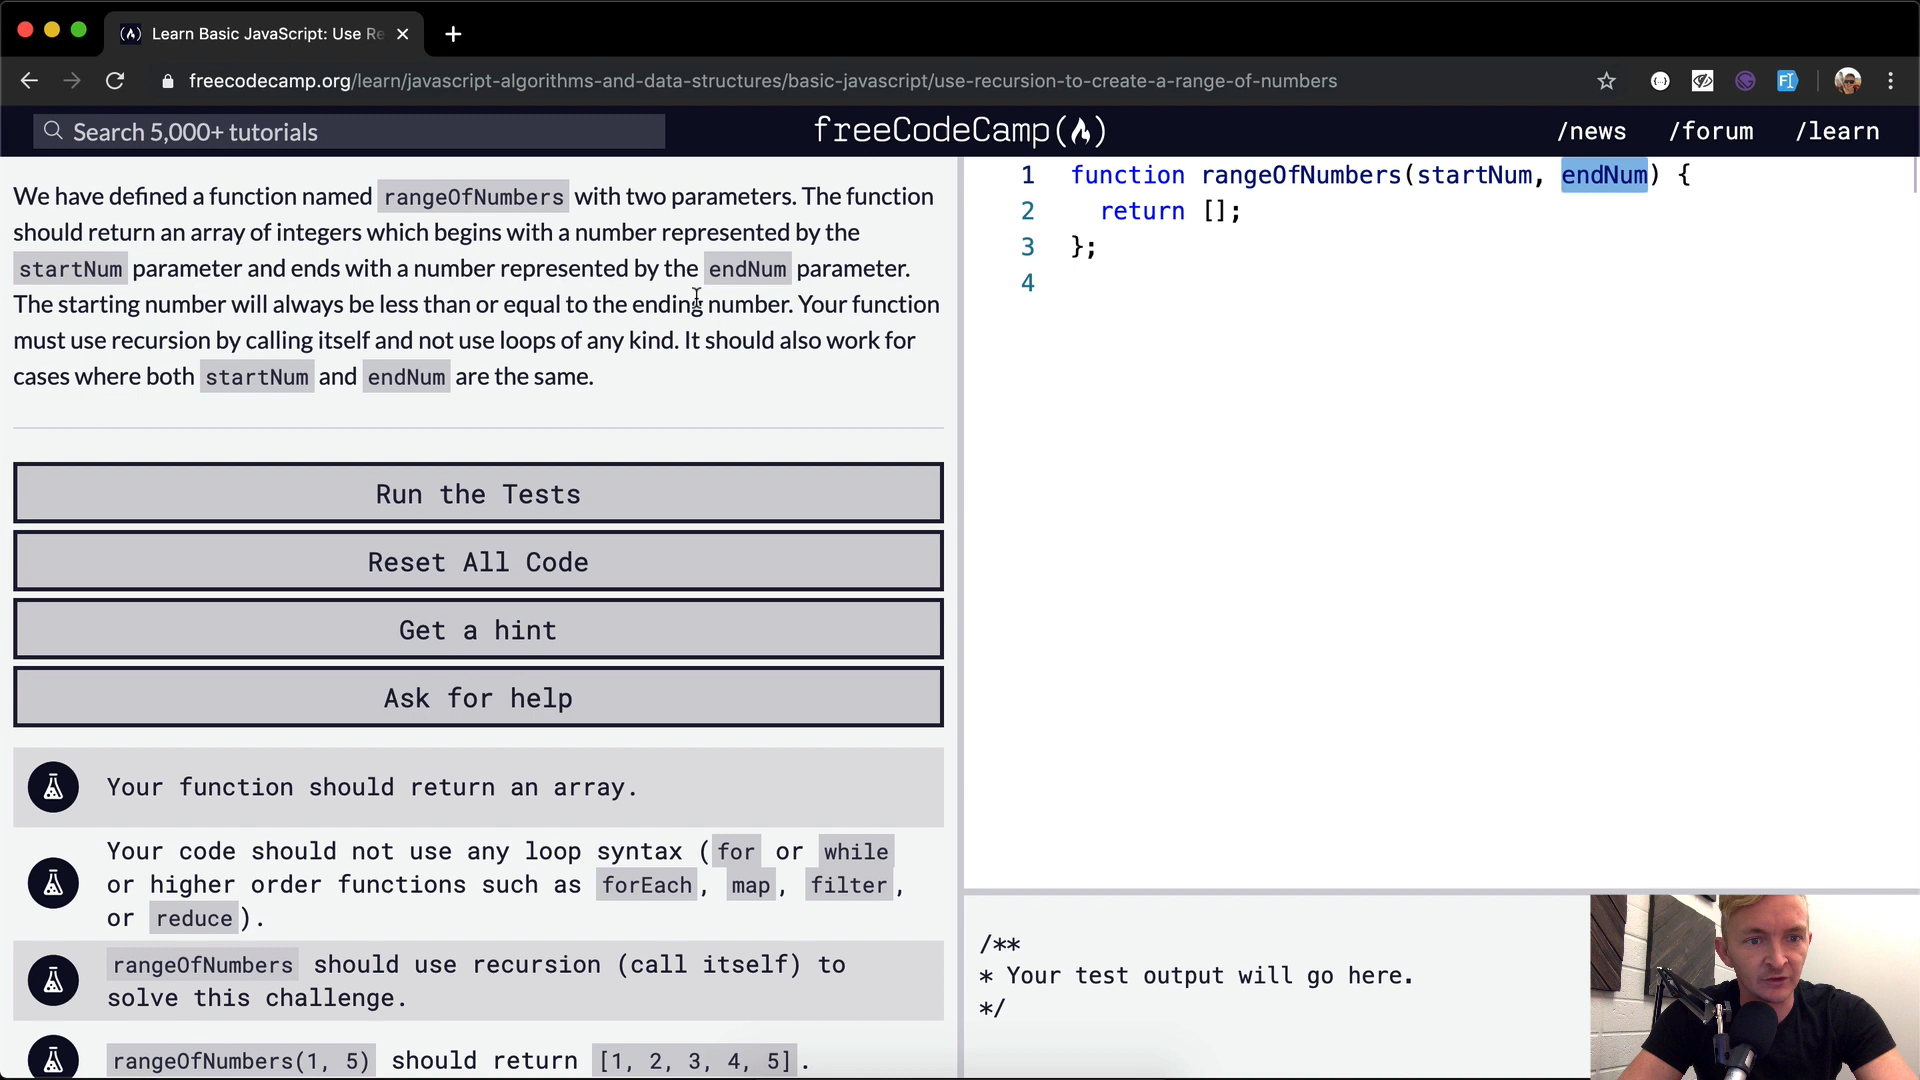 Learn Basic JavaScript: Use Re
freecodecamp.org/learn/javascript-algorithms-and-data-structures/basic-javascript/use-recursion-to-create-a-range-of-numbers
Search 5,000+ tutorials
freeCodeCamp(🔥)
/news /forum /learn
We have defined a function named rangeOfNumbers with two parameters. The function
should return an array of integers which begins with a number represented by the
startNum parameter and ends with a number represented by the endNum parameter.
The starting number will always be less than or equal to the ending number. Your function
must use recursion by calling itself and not use loops of any kind. It should also work for
cases where both startNum and endNum are the same.
Run the Tests
Reset All Code
Get a hint
Ask for help
Your function should return an array.
Your code should not use any loop syntax (for or while
or higher order functions such as forEach, map, filter,
or reduce).
rangeOfNumbers should use recursion (call itself) to
solve this challenge.
rangeOfNumbers(1, 5) should return [1, 2, 3, 4, 5].
1 function rangeOfNumbers(startNum, endNum) {
2 return [];
3 };
4
/**
* Your test output will go here.
*/